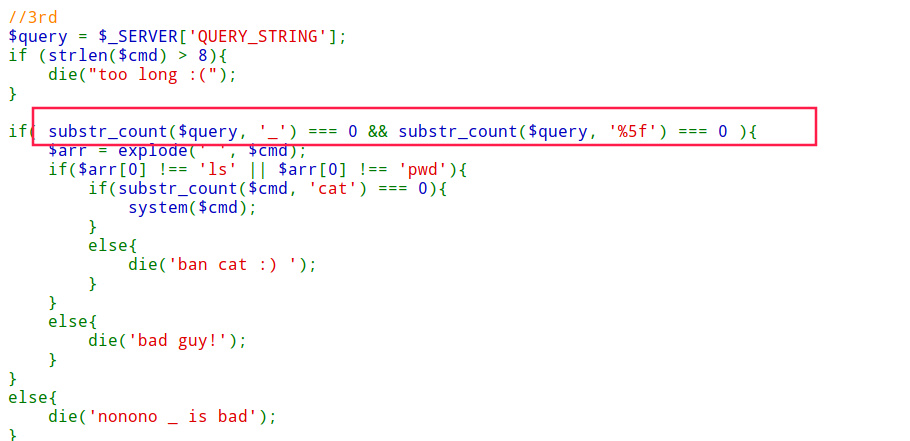 //3rd
$query = $_SERVER['QUERY_STRING'];
if (strlen($cmd) > 8){
    die("too long :(");
}
if( substr_count($query, '_') === 0 && substr_count($query, '%5f') === 0 ){
    $arr = explode(' ', $cmd);
    if($arr[0] !== 'ls' || $arr[0] !== 'pwd'){
        if(substr_count($cmd, 'cat') === 0){
            system($cmd);
        }
        else{
            die('ban cat :) ');
        }
    }
    else{
        die('bad guy!');
    }
}
else{
    die('nonono _ is bad');
}